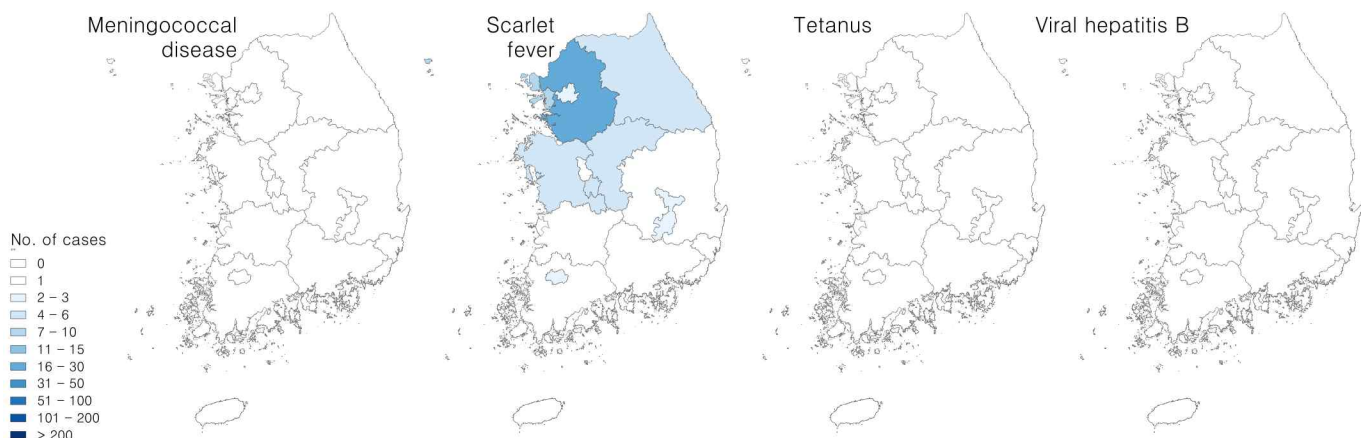 Meningococcal
disease
Scarlet
fever
Tetanus
Viral hepatitis B
No. of cases
0
1
2 – 3
4 – 6
7 – 10
11 – 15
16 – 30
31 – 50
51 – 100
101 – 200
> 200